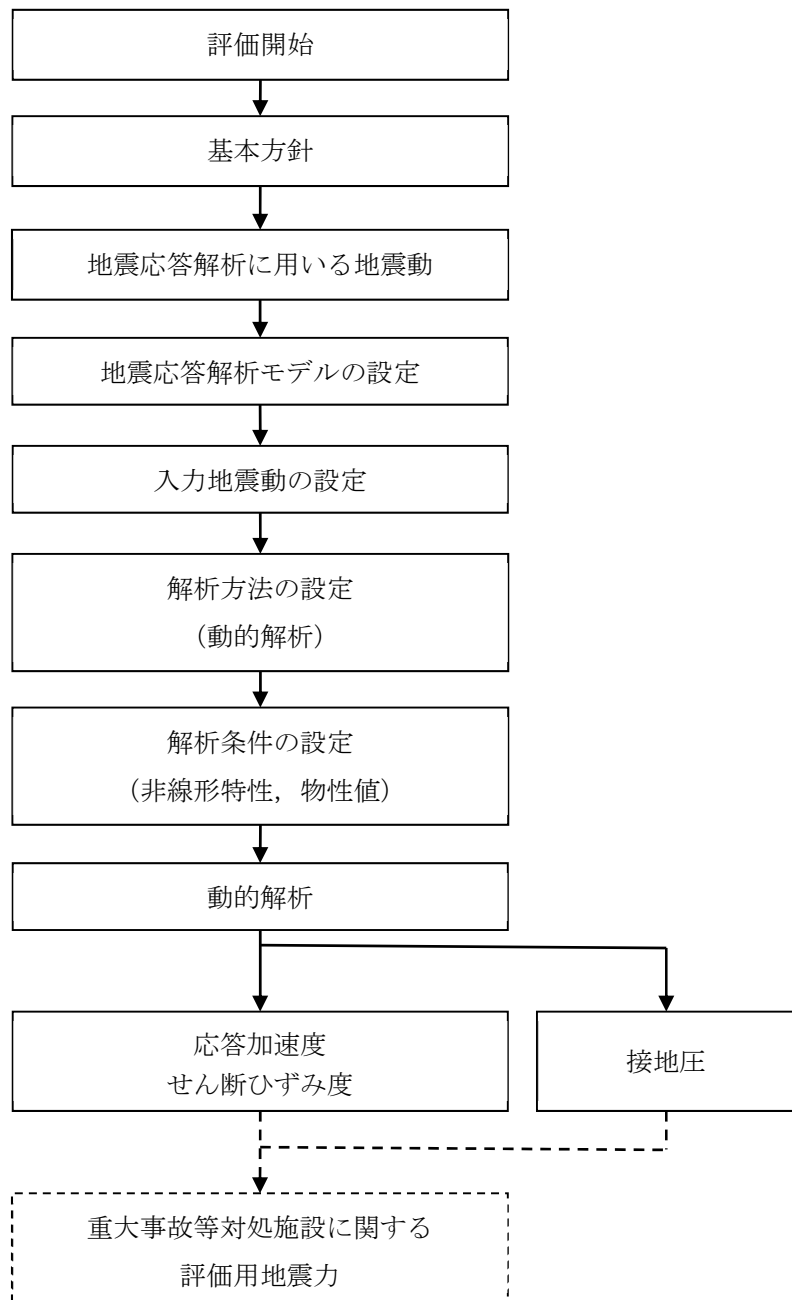 評価開始
基本方針
地震応答解析に用いる地震動
地震応答解析モデルの設定
入力地震動の設定
解析方法の設定
（動的解析）
解析条件の設定
（非線形特性，物性値）
動的解析
応答加速度
せん断ひずみ度
接地圧
重大事故等対処施設に関する
評価用地震力